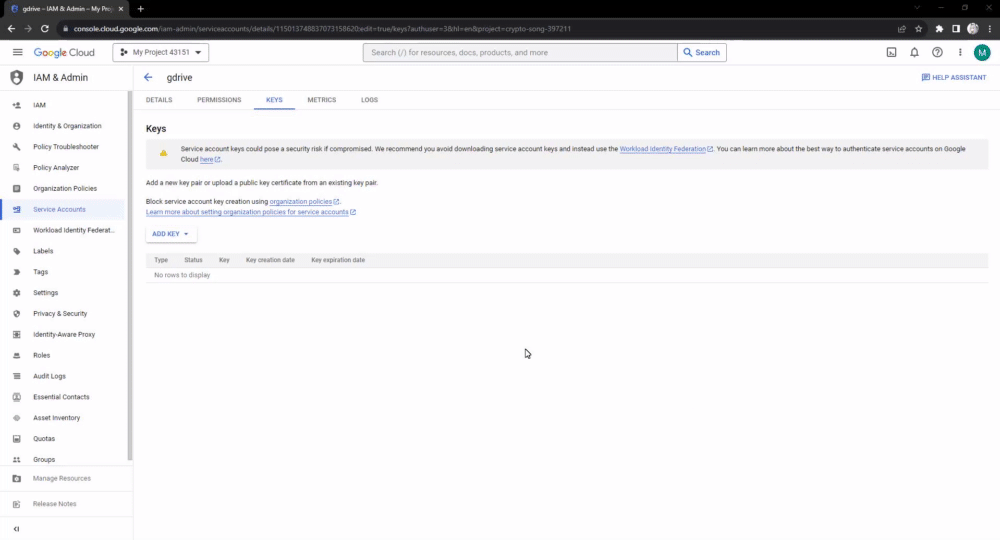 gdrive – IAM & Admin – My Proj
console.cloud.google.com/iam-admin/serviceaccounts/details/115013748837073158620?edit=true/keys?authuser=3&hl=en&project=crypto-song-397211
Google Cloud
My Project 43151
Search (/) for resources, docs, products, and more
Search
M
IAM & Admin
gdrive
HELP ASSISTANT
DETAILS
PERMISSIONS
KEYS
METRICS
LOGS
IAM
Identity & Organization
Policy Troubleshooter
Policy Analyzer
Organization Policies
Service Accounts
Workload Identity Federat...
Labels
Tags
Settings
Privacy & Security
Identity-Aware Proxy
Roles
Audit Logs
Essential Contacts
Asset Inventory
Quotas
Groups
Manage Resources
Release Notes
Keys
Service account keys could pose a security risk if compromised. We recommend you avoid downloading service account keys and instead use the Workload Identity Federation. You can learn more about the best way to authenticate service accounts on Google
Cloud here.
Add a new key pair or upload a public key certificate from an existing key pair.
Block service account key creation using organization policies.
Learn more about setting organization policies for service accounts
ADD KEY
Type Status Key Key creation date Key expiration date
No rows to display